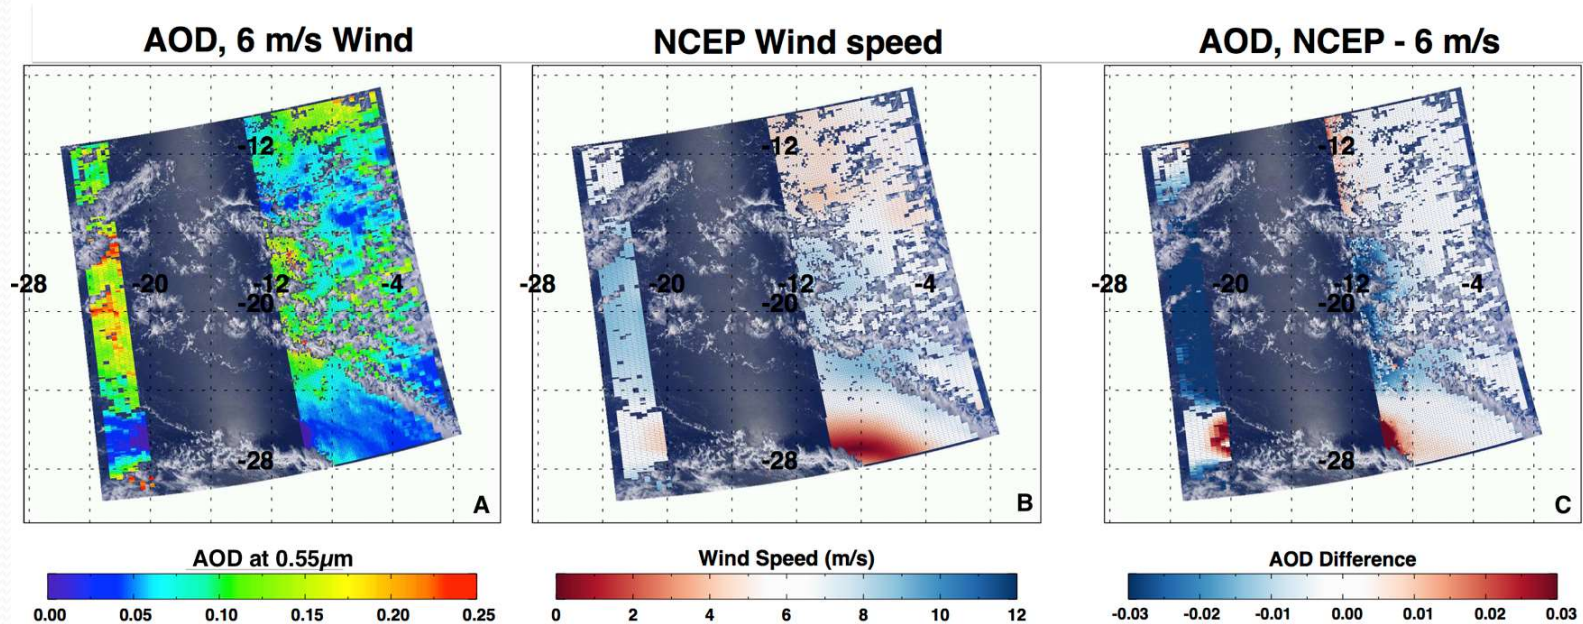 AOD, 6 m/s Wind
NCEP Wind speed
AOD, NCEP - 6 m/s
-12
-28
-20
-12
-4
-20
-28
A
-12
-28
-20
-12
-4
-20
-28
B
-12
-28
-20
-12
-4
-20
-28
C
AOD at 0.55µm
0.00 0.05 0.10 0.15 0.20 0.25
Wind Speed (m/s)
0 2 4 6 8 10 12
AOD Difference
-0.03 -0.02 -0.01 0.00 0.01 0.02 0.03